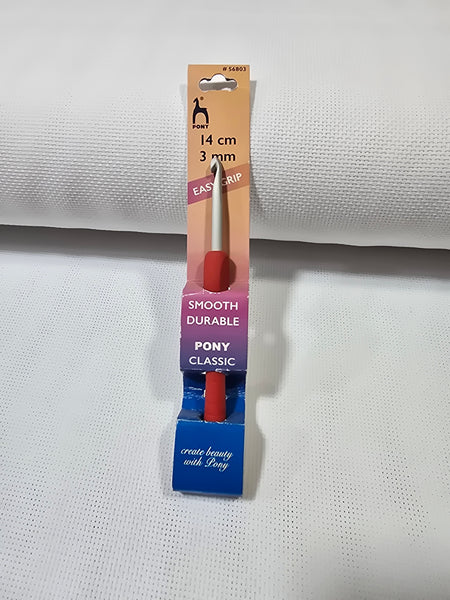 # 56803
PONY
14 cm
3 mm
EASY GRIP
SMOOTH
DURABLE
PONY
CLASSIC
create beauty
with Pony